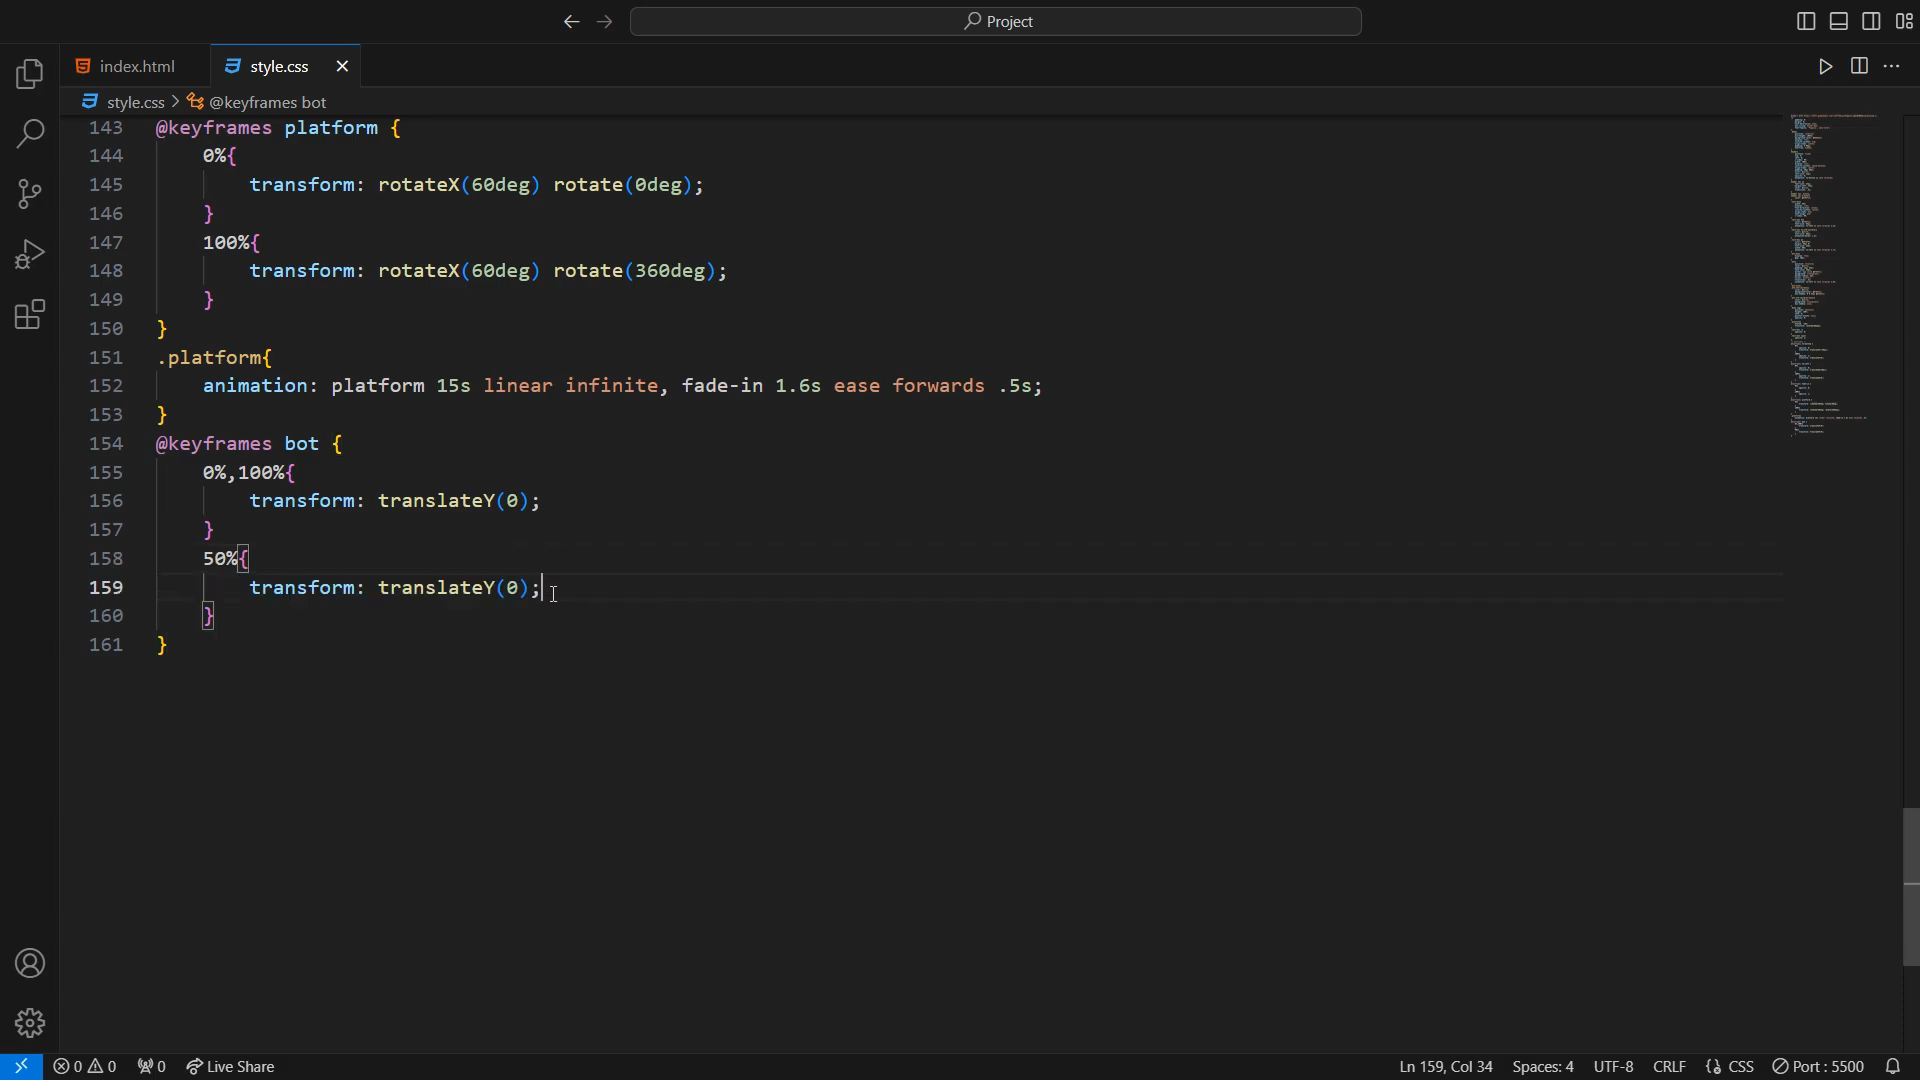 Project
index.html
style.css
style.css > @keyframes bot
143 @keyframes platform {
144 0%{
145 transform: rotateX(60deg) rotate(0deg);
146 }
147 100%{
148 transform: rotateX(60deg) rotate(360deg);
149 }
150 }
151 .platform{
152 animation: platform 15s linear infinite, fade-in 1.6s ease forwards .5s;
153 }
154 @keyframes bot {
155 0%,100%{
156 transform: translateY(0);
157 }
158 50%{
159 transform: translateY(0);
160 }
161 }
0 0 0 Live Share Ln 159, Col 34 Spaces: 4 UTF-8 CRLF CSS Port : 5500